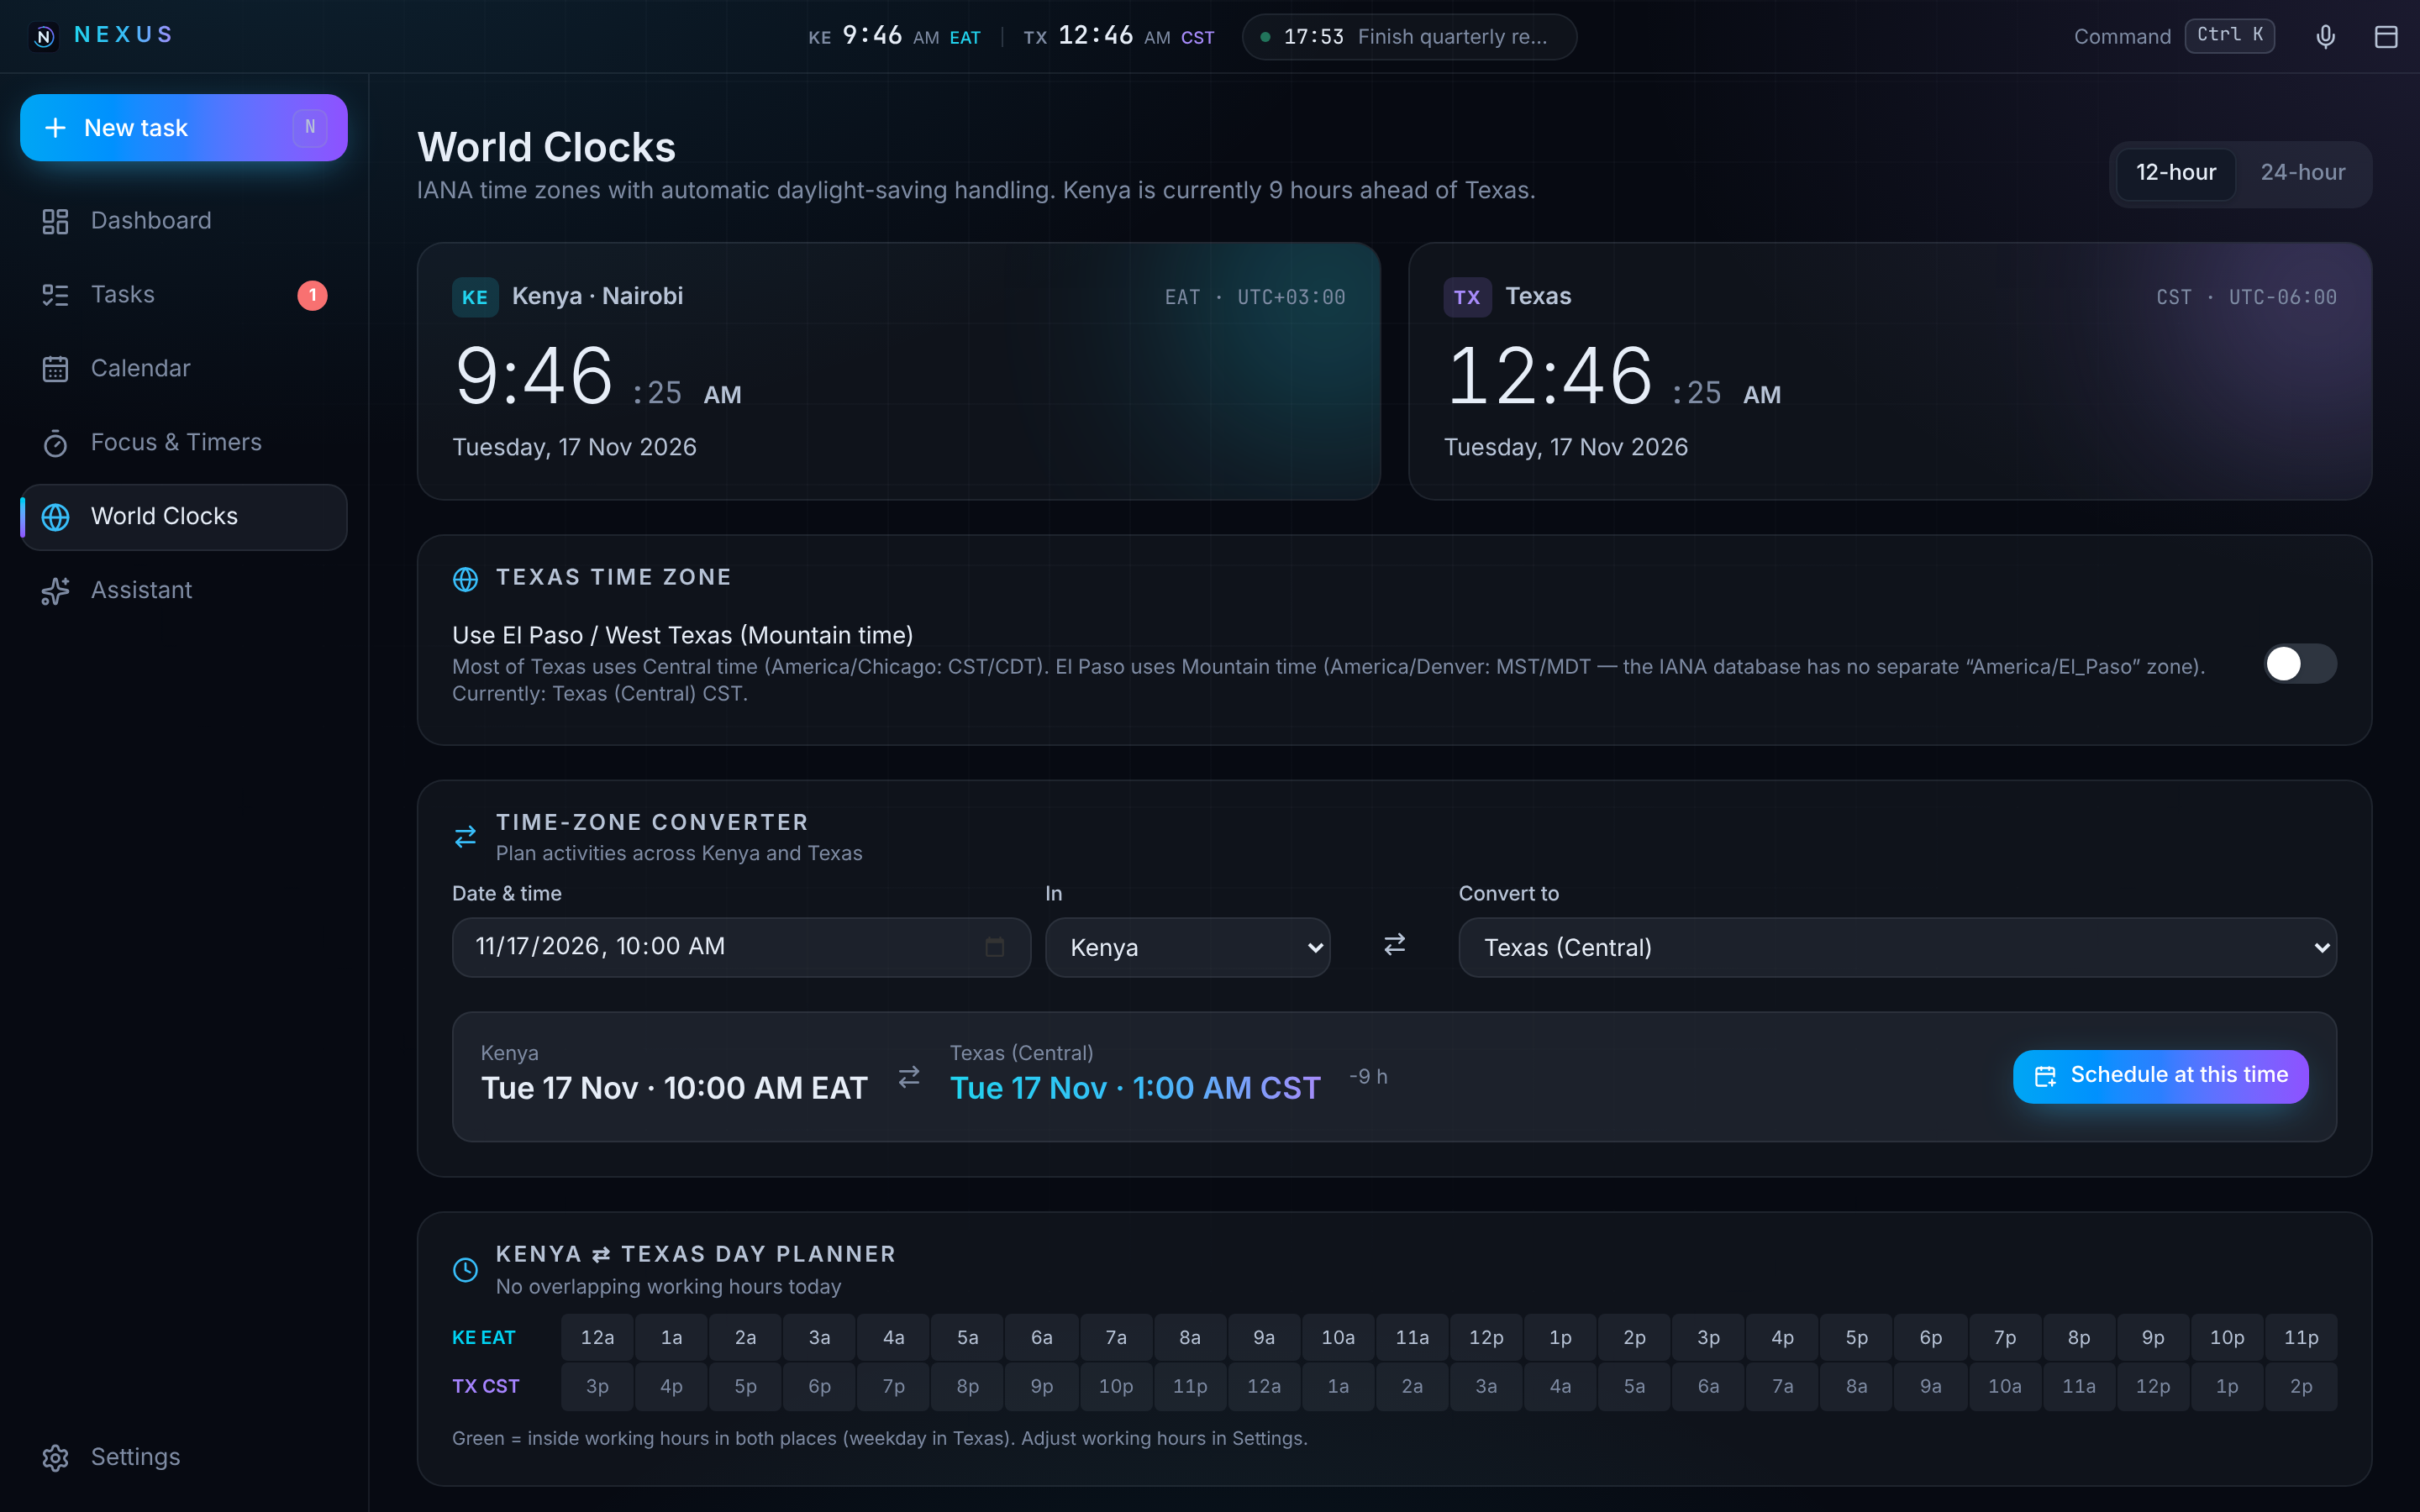 NEXUS
KE 9:46 AM EAT | TX 12:46 AM CST
17:53 Finish quarterly re...
Command Ctrl K
New task N
Dashboard
Tasks 1
Calendar
Focus & Timers
World Clocks
Assistant
Settings
World Clocks
IANA time zones with automatic daylight-saving handling. Kenya is currently 9 hours ahead of Texas.
12-hour 24-hour
KE Kenya · Nairobi EAT · UTC+03:00
9:46 :25 AM
Tuesday, 17 Nov 2026
TX Texas CST · UTC-06:00
12:46 :25 AM
Tuesday, 17 Nov 2026
TEXAS TIME ZONE
Use El Paso / West Texas (Mountain time)
Most of Texas uses Central time (America/Chicago: CST/CDT). El Paso uses Mountain time (America/Denver: MST/MDT — the IANA database has no separate “America/El_Paso” zone).
Currently: Texas (Central) CST.
TIME-ZONE CONVERTER
Plan activities across Kenya and Texas
Date & time In Convert to
11/17/2026, 10:00 AM Kenya Texas (Central)
Kenya Texas (Central)
Tue 17 Nov · 10:00 AM EAT Tue 17 Nov · 1:00 AM CST -9 h
Schedule at this time
KENYA ⇄ TEXAS DAY PLANNER
No overlapping working hours today
KE EAT 12a 1a 2a 3a 4a 5a 6a 7a 8a 9a 10a 11a 12p 1p 2p 3p 4p 5p 6p 7p 8p 9p 10p 11p
TX CST 3p 4p 5p 6p 7p 8p 9p 10p 11p 12a 1a 2a 3a 4a 5a 6a 7a 8a 9a 10a 11a 12p 1p 2p
Green = inside working hours in both places (weekday in Texas). Adjust working hours in Settings.